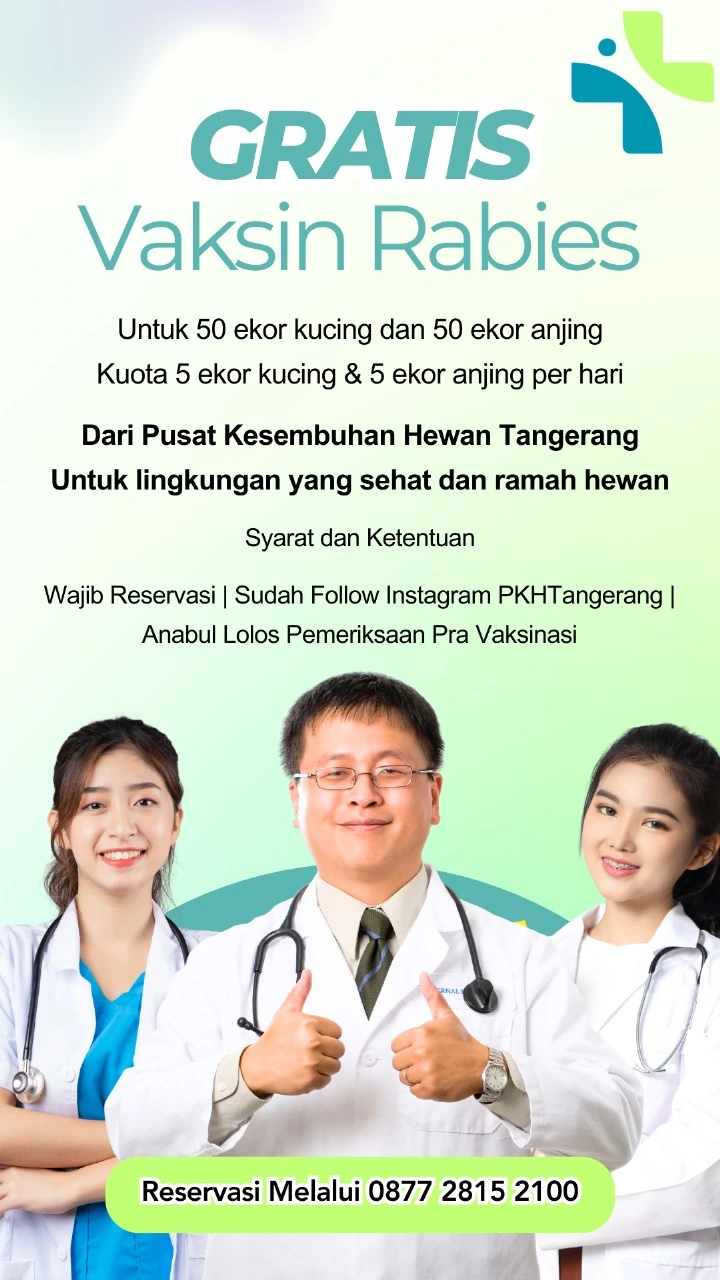 GRATIS
Vaksin Rabies
Untuk 50 ekor kucing dan 50 ekor anjing
Kuota 5 ekor kucing & 5 ekor anjing per hari
Dari Pusat Kesembuhan Hewan Tangerang
Untuk lingkungan yang sehat dan ramah hewan
Syarat dan Ketentuan
Wajib Reservasi | Sudah Follow Instagram PKHTangerang |
Anabul Lolos Pemeriksaan Pra Vaksinasi
Reservasi Melalui 0877 2815 2100